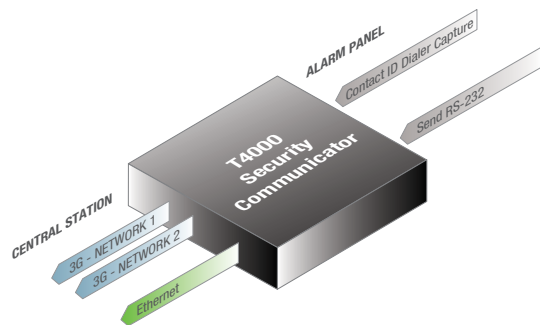 ALARM PANEL
Contact ID Dialer Capture
Send RS-232
T4000
Security
Communicator
CENTRAL STATION
3G - NETWORK 1
3G - NETWORK 2
Ethernet